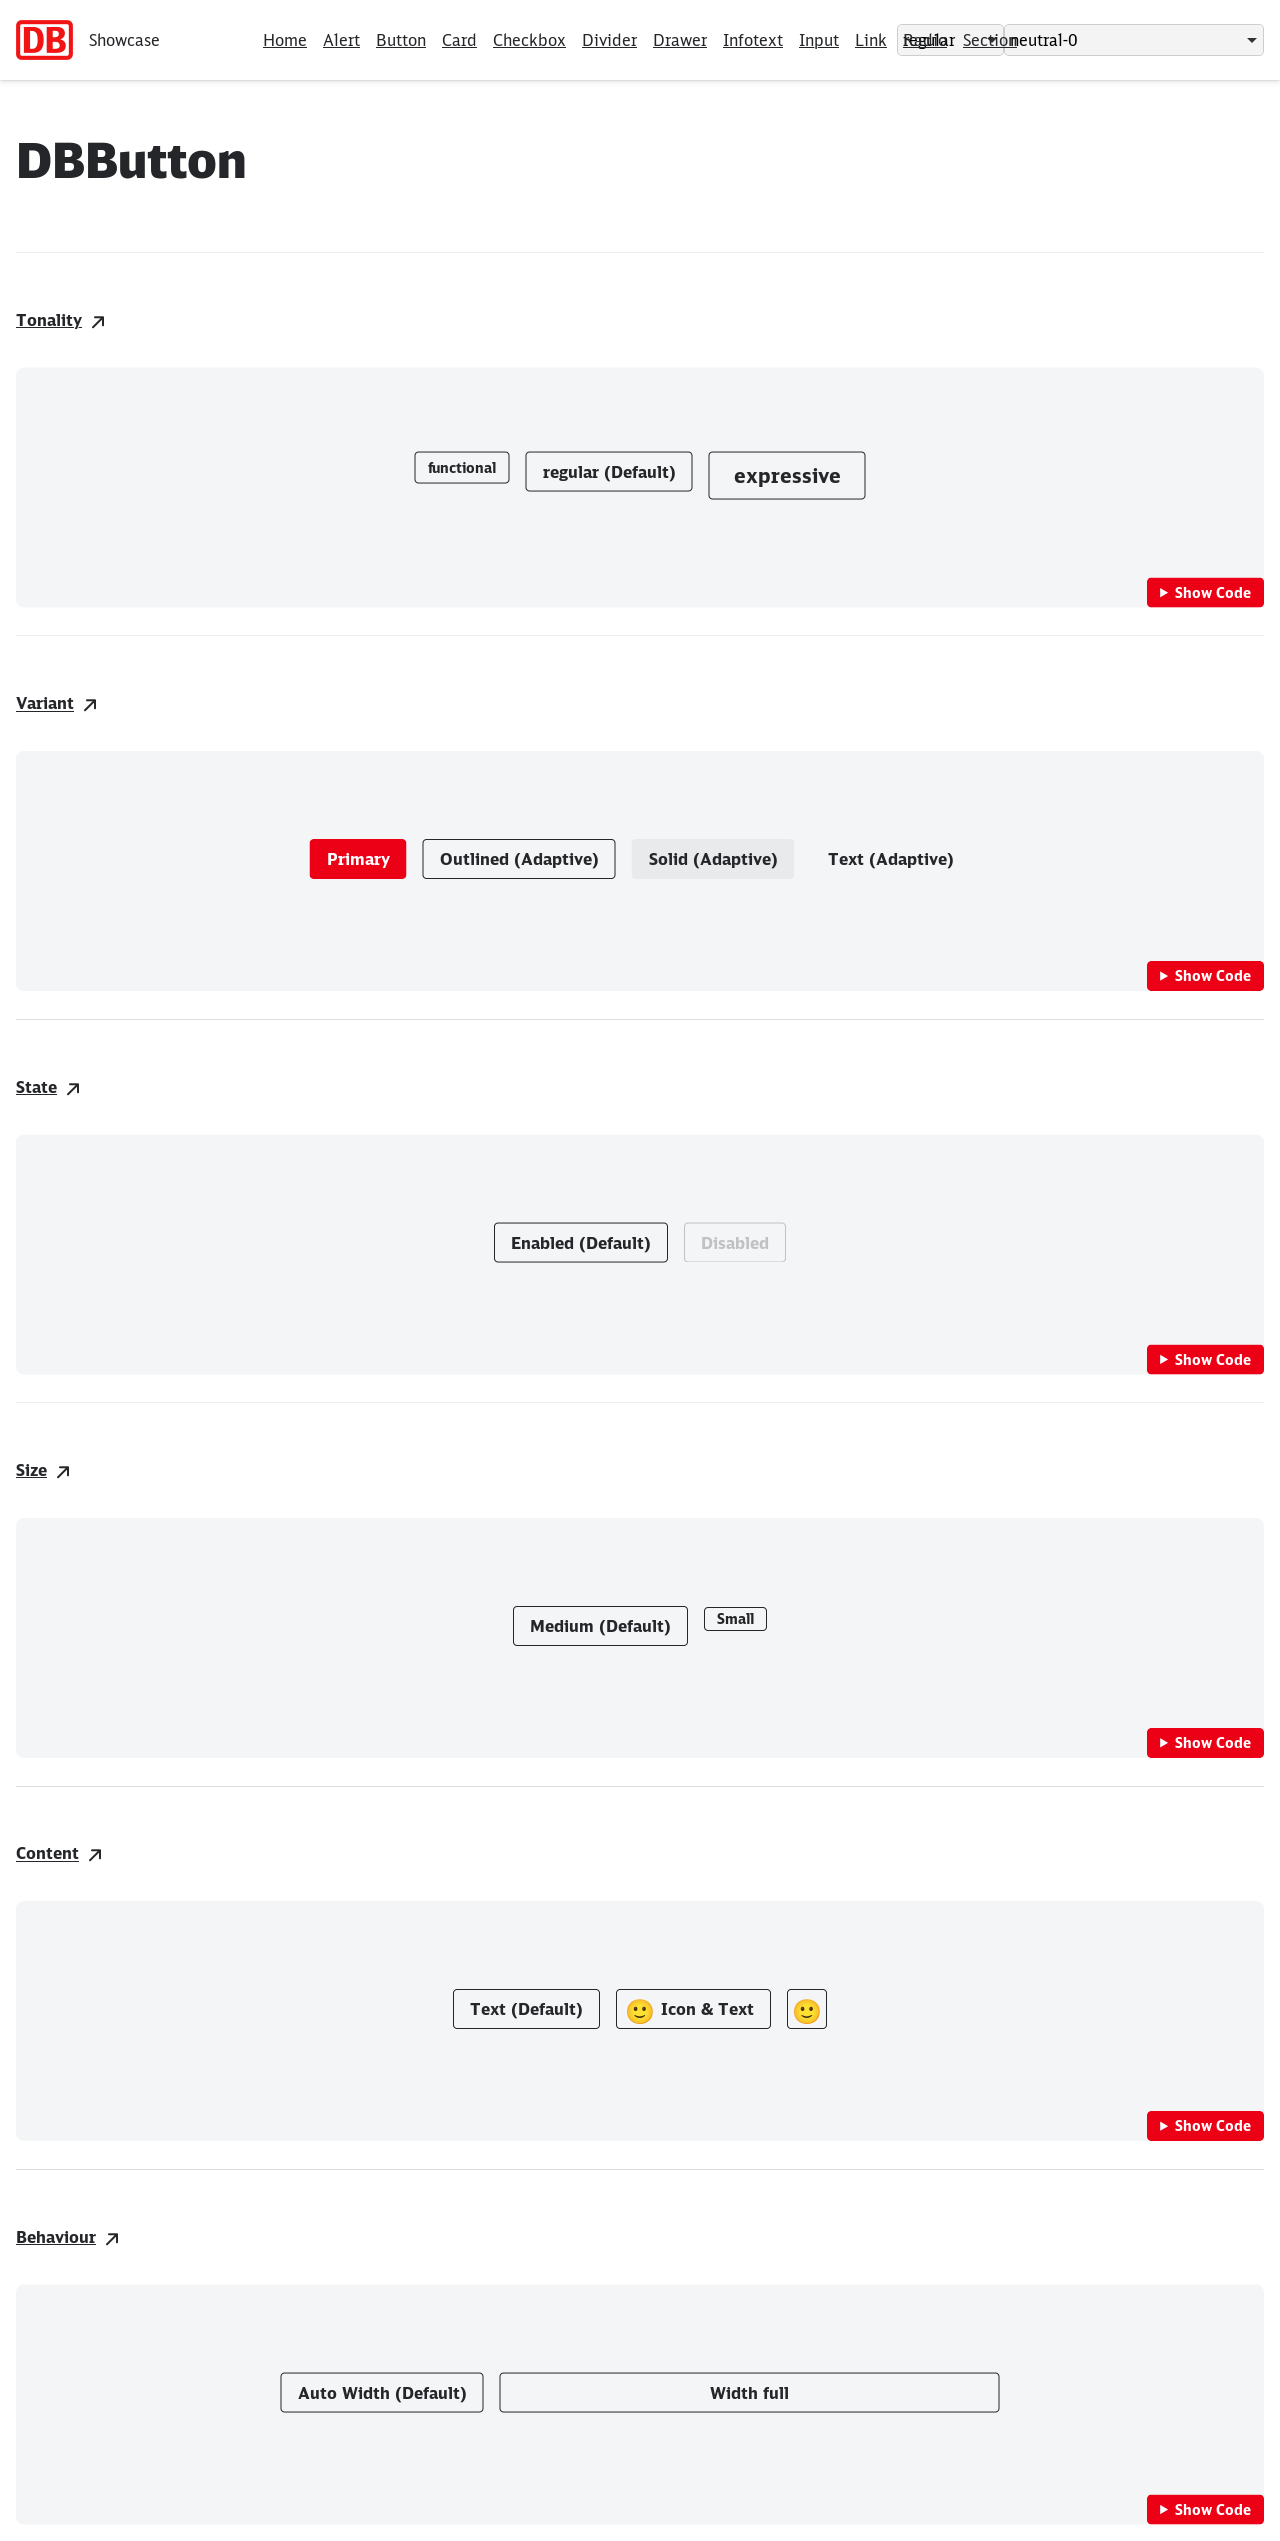 DB Showcase Home Alert Button Card Checkbox Divider Drawer Infotext Input Link Radio Section regular neutral-0
DBButton
Tonality
functional regular (Default) expressive
Show Code
Variant
Primary Outlined (Adaptive) Solid (Adaptive) Text (Adaptive)
Show Code
State
Enabled (Default) Disabled
Show Code
Size
Medium (Default) Small
Show Code
Content
Text (Default) Icon & Text
Show Code
Behaviour
Auto Width (Default) Width full
Show Code